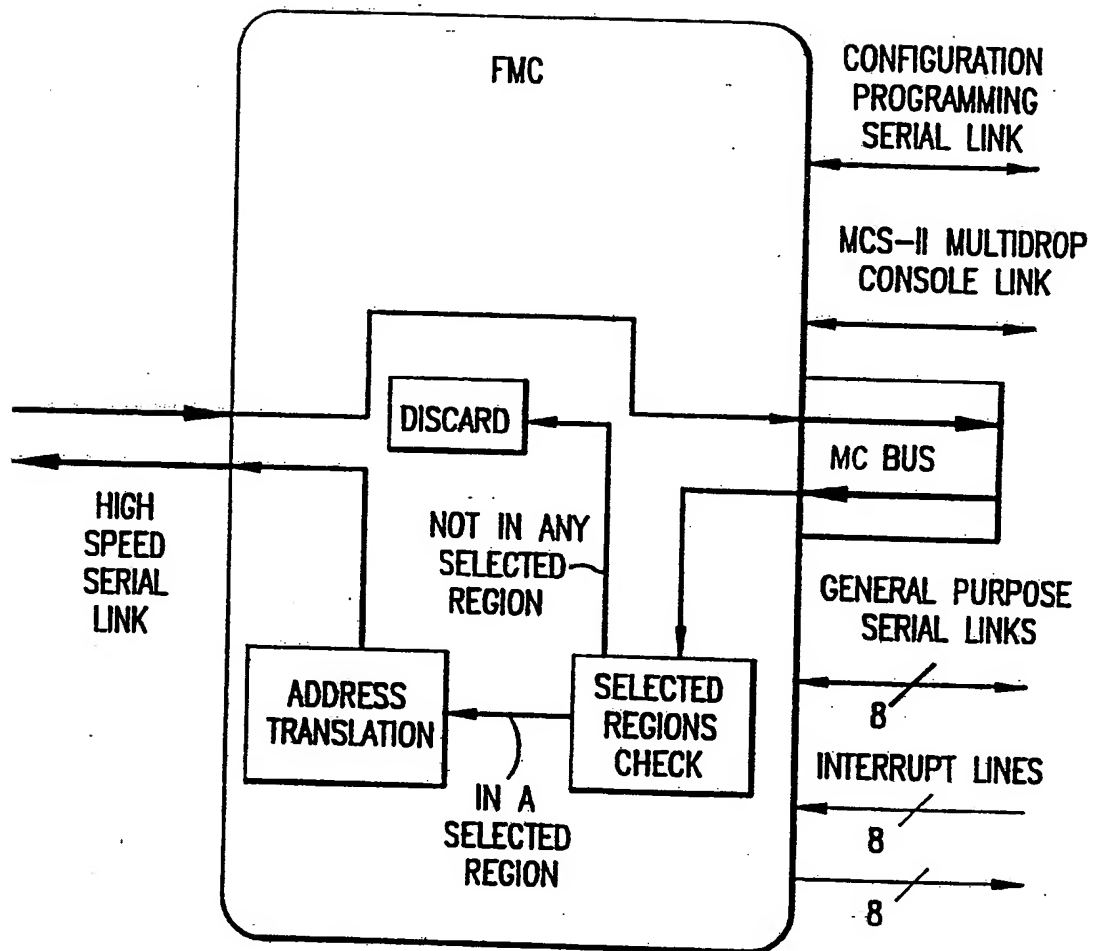 FMC
CONFIGURATION
PROGRAMMING
SERIAL LINK
MCS-II MULTIDROP
CONSOLE LINK
DISCARD
MC BUS
HIGH
SPEED
SERIAL
LINK
NOT IN ANY
SELECTED
REGION
GENERAL PURPOSE
SERIAL LINKS
8
ADDRESS
TRANSLATION
SELECTED
REGIONS
CHECK
IN A
SELECTED
REGION
INTERRUPT LINES
8
8